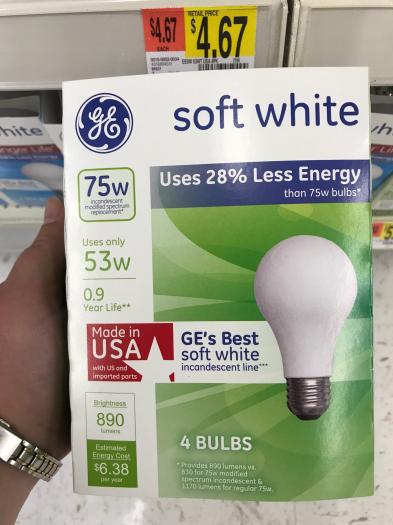 $4.67
EACH
RETAIL PRICE
$4.67
GE
soft white
75w
incandescent
modified spectrum
replacement*
Uses 28% Less Energy
than 75w bulbs*
Uses only
53w
0.9
Year Life**
Made in
USA
with US and
imported parts
GE's Best
soft white
incandescent line***
Brightness
890
lumens
Estimated
Energy Cost
$6.38
per year
4 BULBS
* Provides 890 lumens vs.
830 for 75w modified
spectrum incandescent &
1170 lumens for regular 75w.